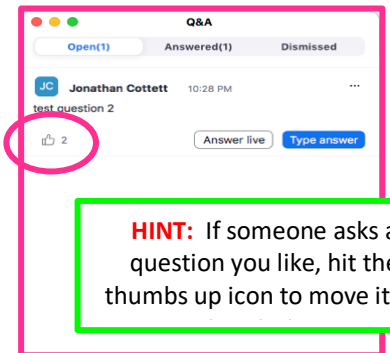 Q&A
Open(1) Answered(1) Dismissed
JC Jonathan Cottett 10:28 PM ...
test question 2
2 Answer live Type answer
HINT: If someone asks a
question you like, hit the
thumbs up icon to move it